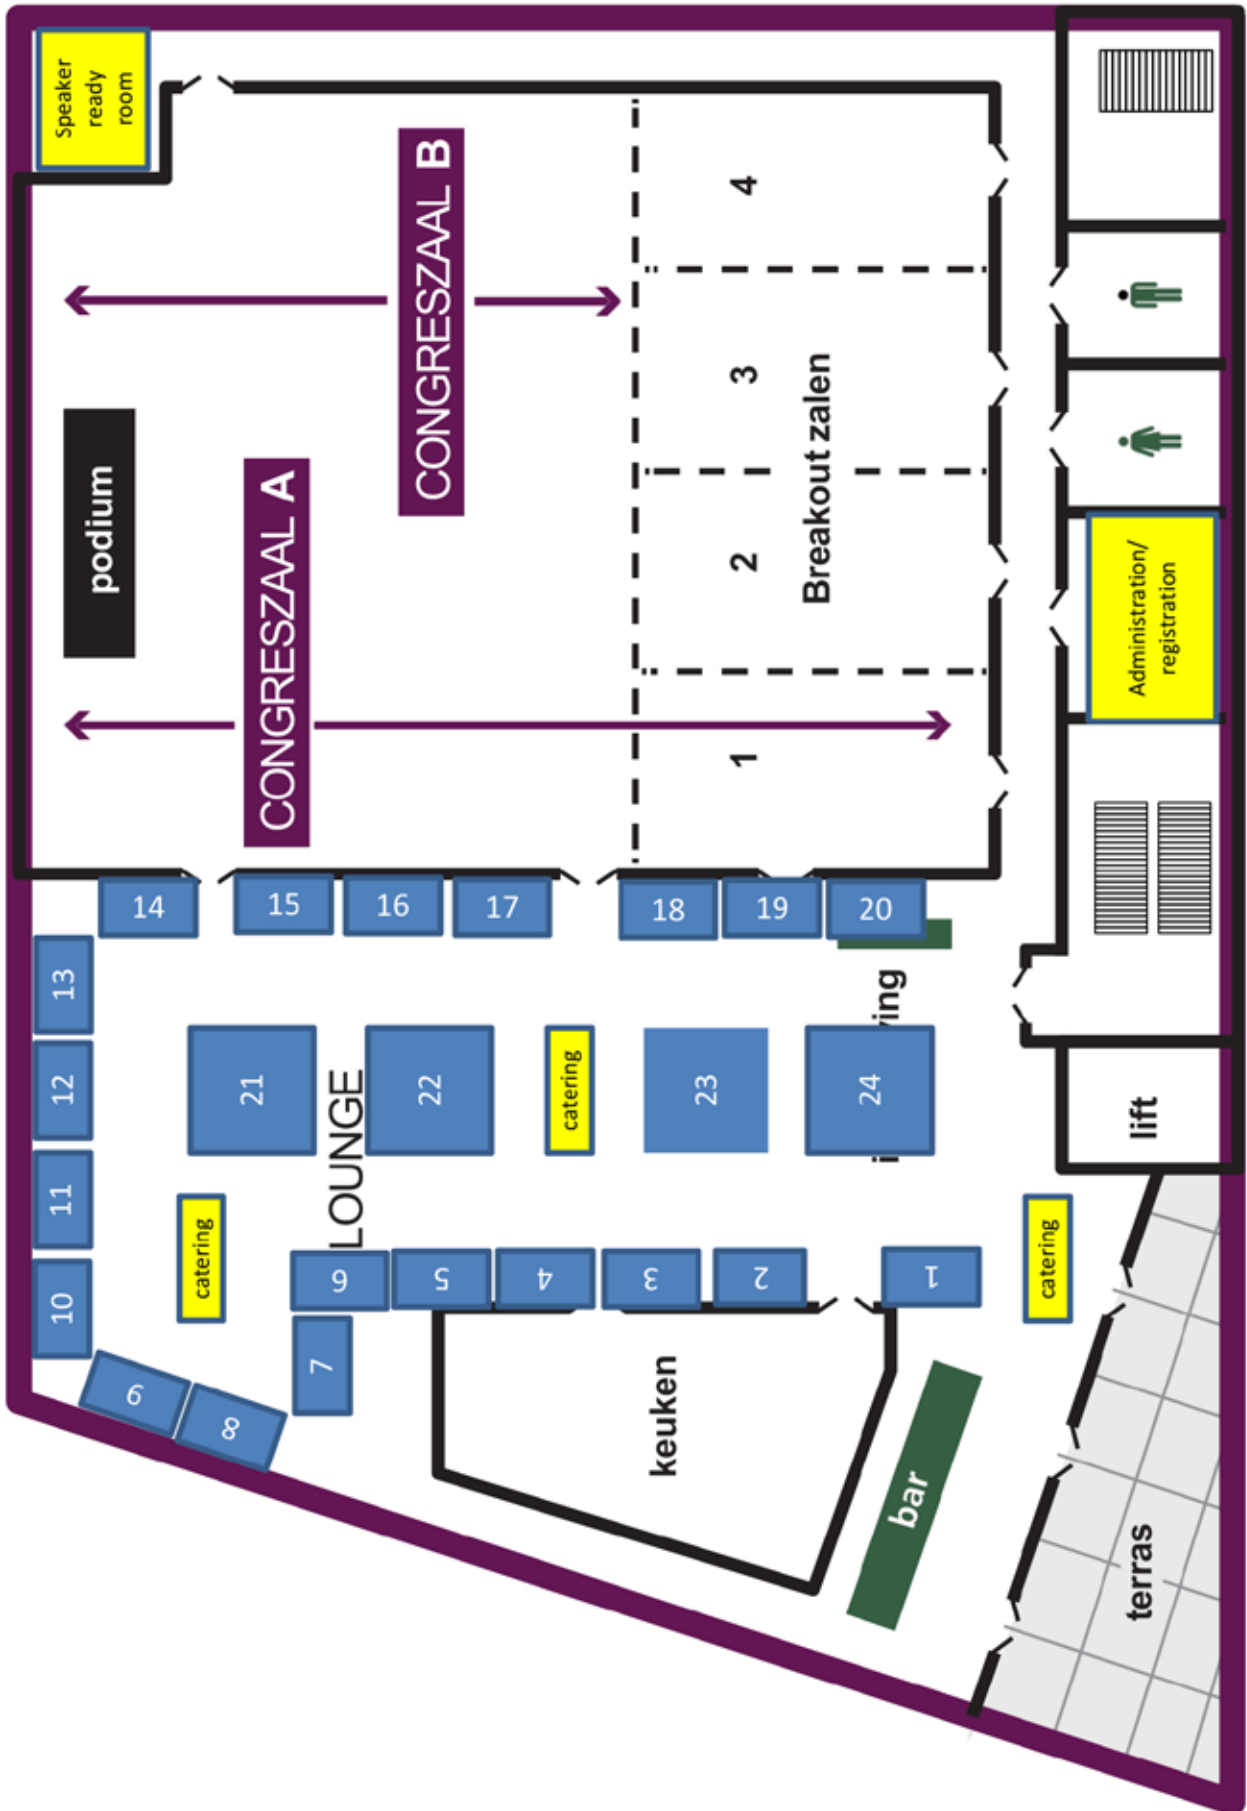 Speaker
ready
room
podium
CONGRESZAAL A
CONGRESZAAL B
1
2
3
4
Breakout zalen
Administration/
registration
14
15
16
17
18
19
20
13
12
11
10
9
8
7
6
5
4
3
2
1
21
22
23
24
LOUNGE
catering
catering
catering
keuken
bar
terras
lift